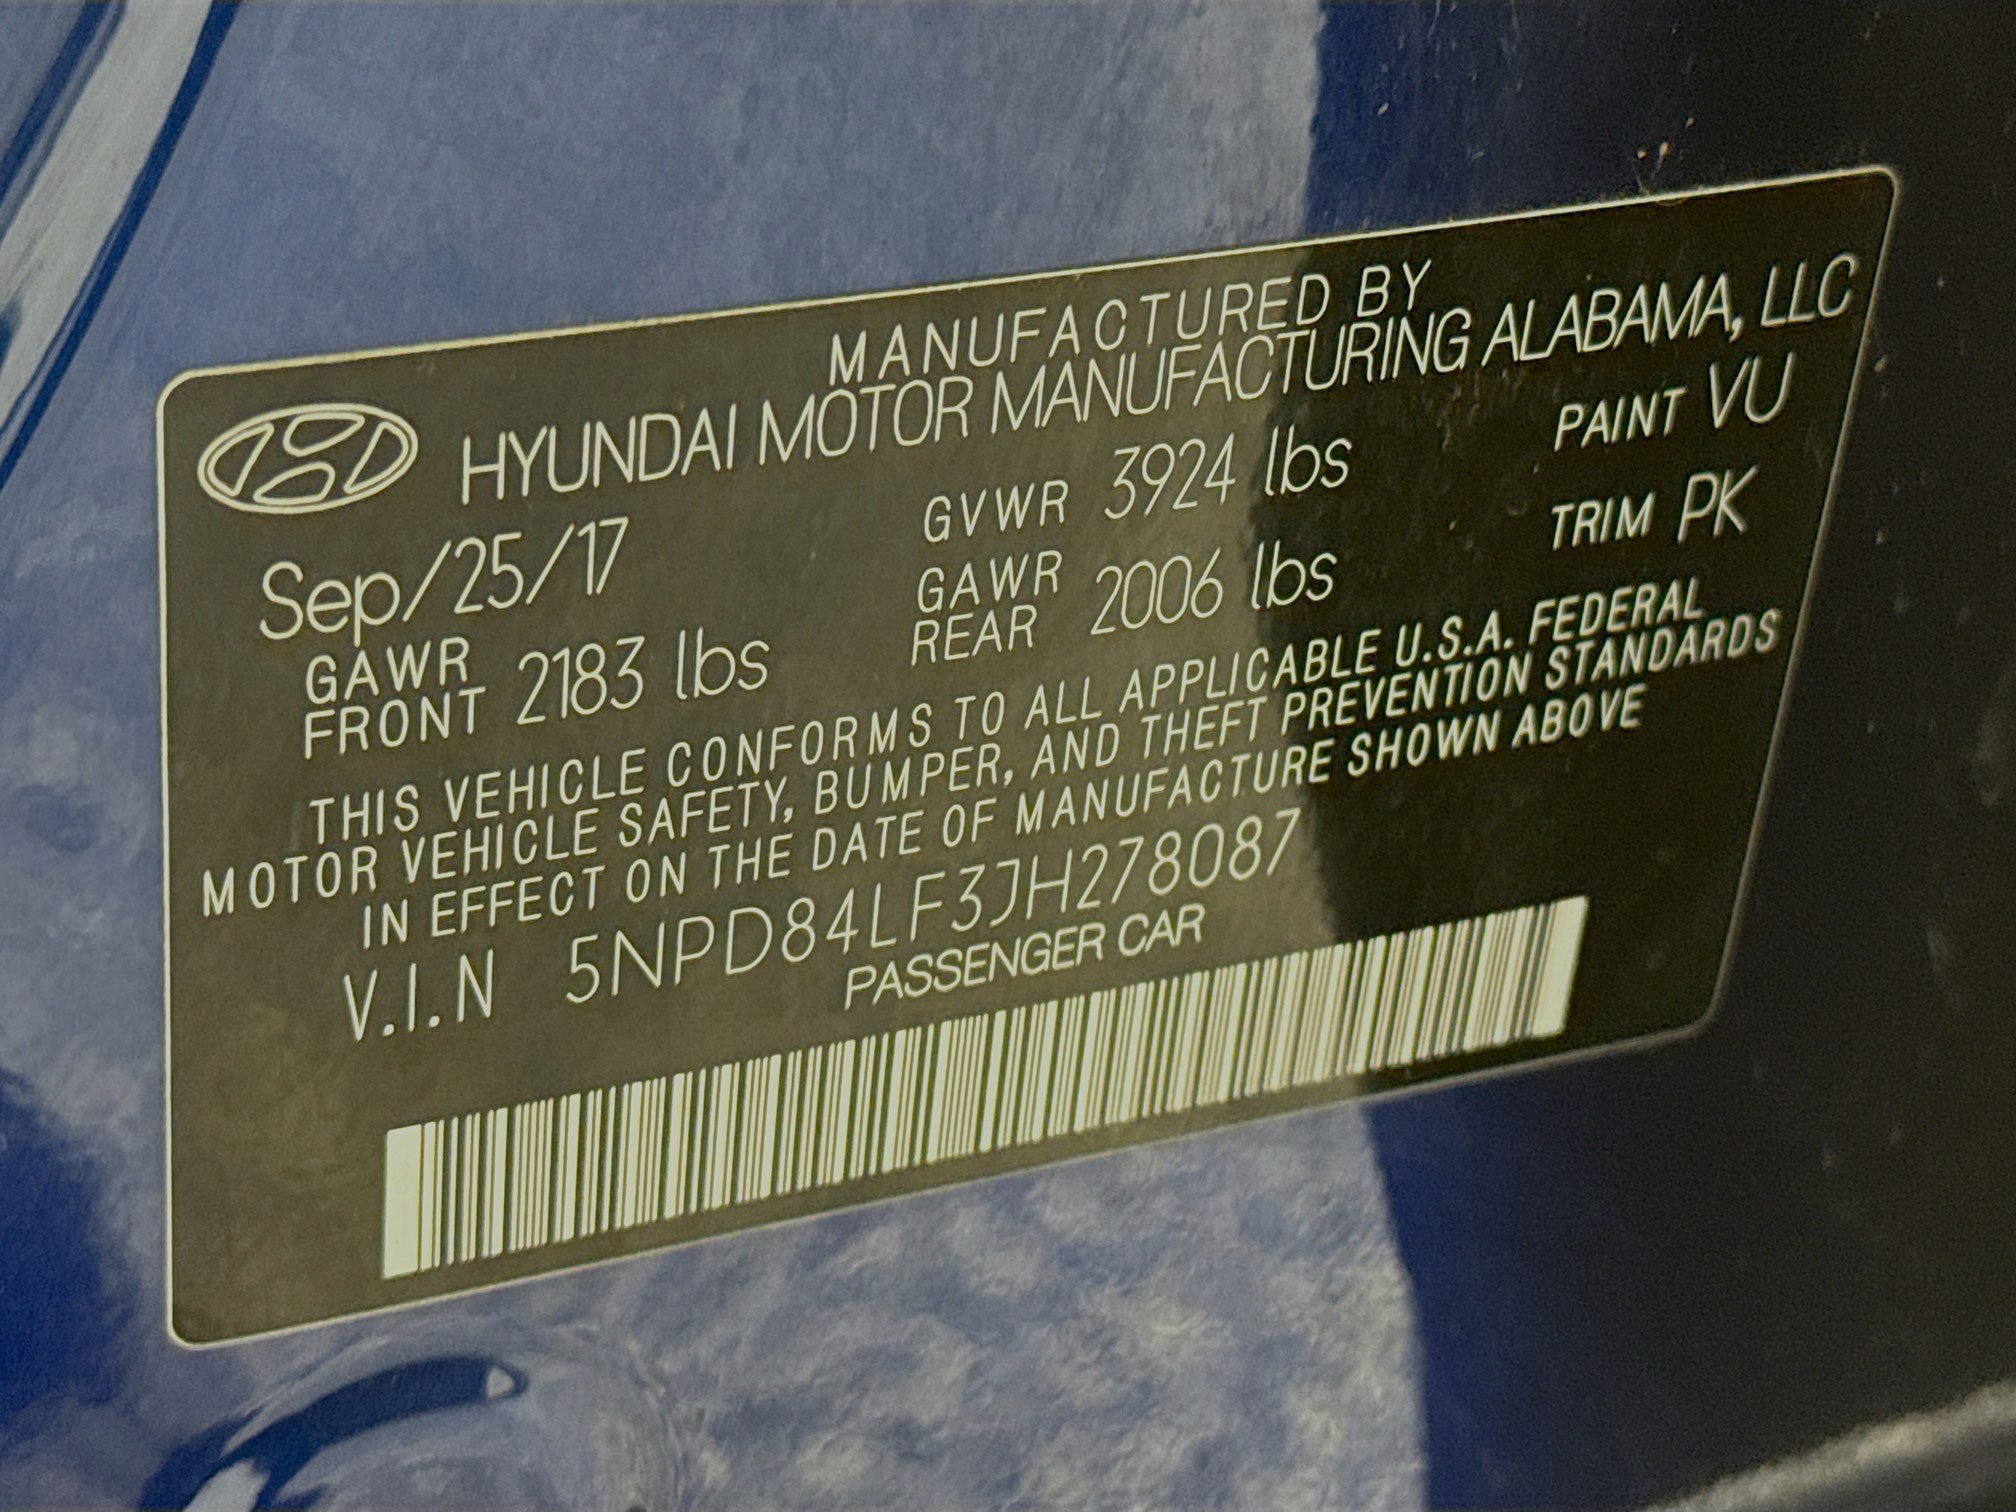 MANUFACTURED BY
HYUNDAI MOTOR MANUFACTURING ALABAMA, LLC
Sep/25/17 GVWR 3924 lbs PAINT VU
GAWR FRONT 2183 lbs GAWR REAR 2006 lbs TRIM PK
THIS VEHICLE CONFORMS TO ALL APPLICABLE U.S.A. FEDERAL
MOTOR VEHICLE SAFETY, BUMPER, AND THEFT PREVENTION STANDARDS
IN EFFECT ON THE DATE OF MANUFACTURE SHOWN ABOVE
V.I.N 5NPD84LF3JH278087
PASSENGER CAR